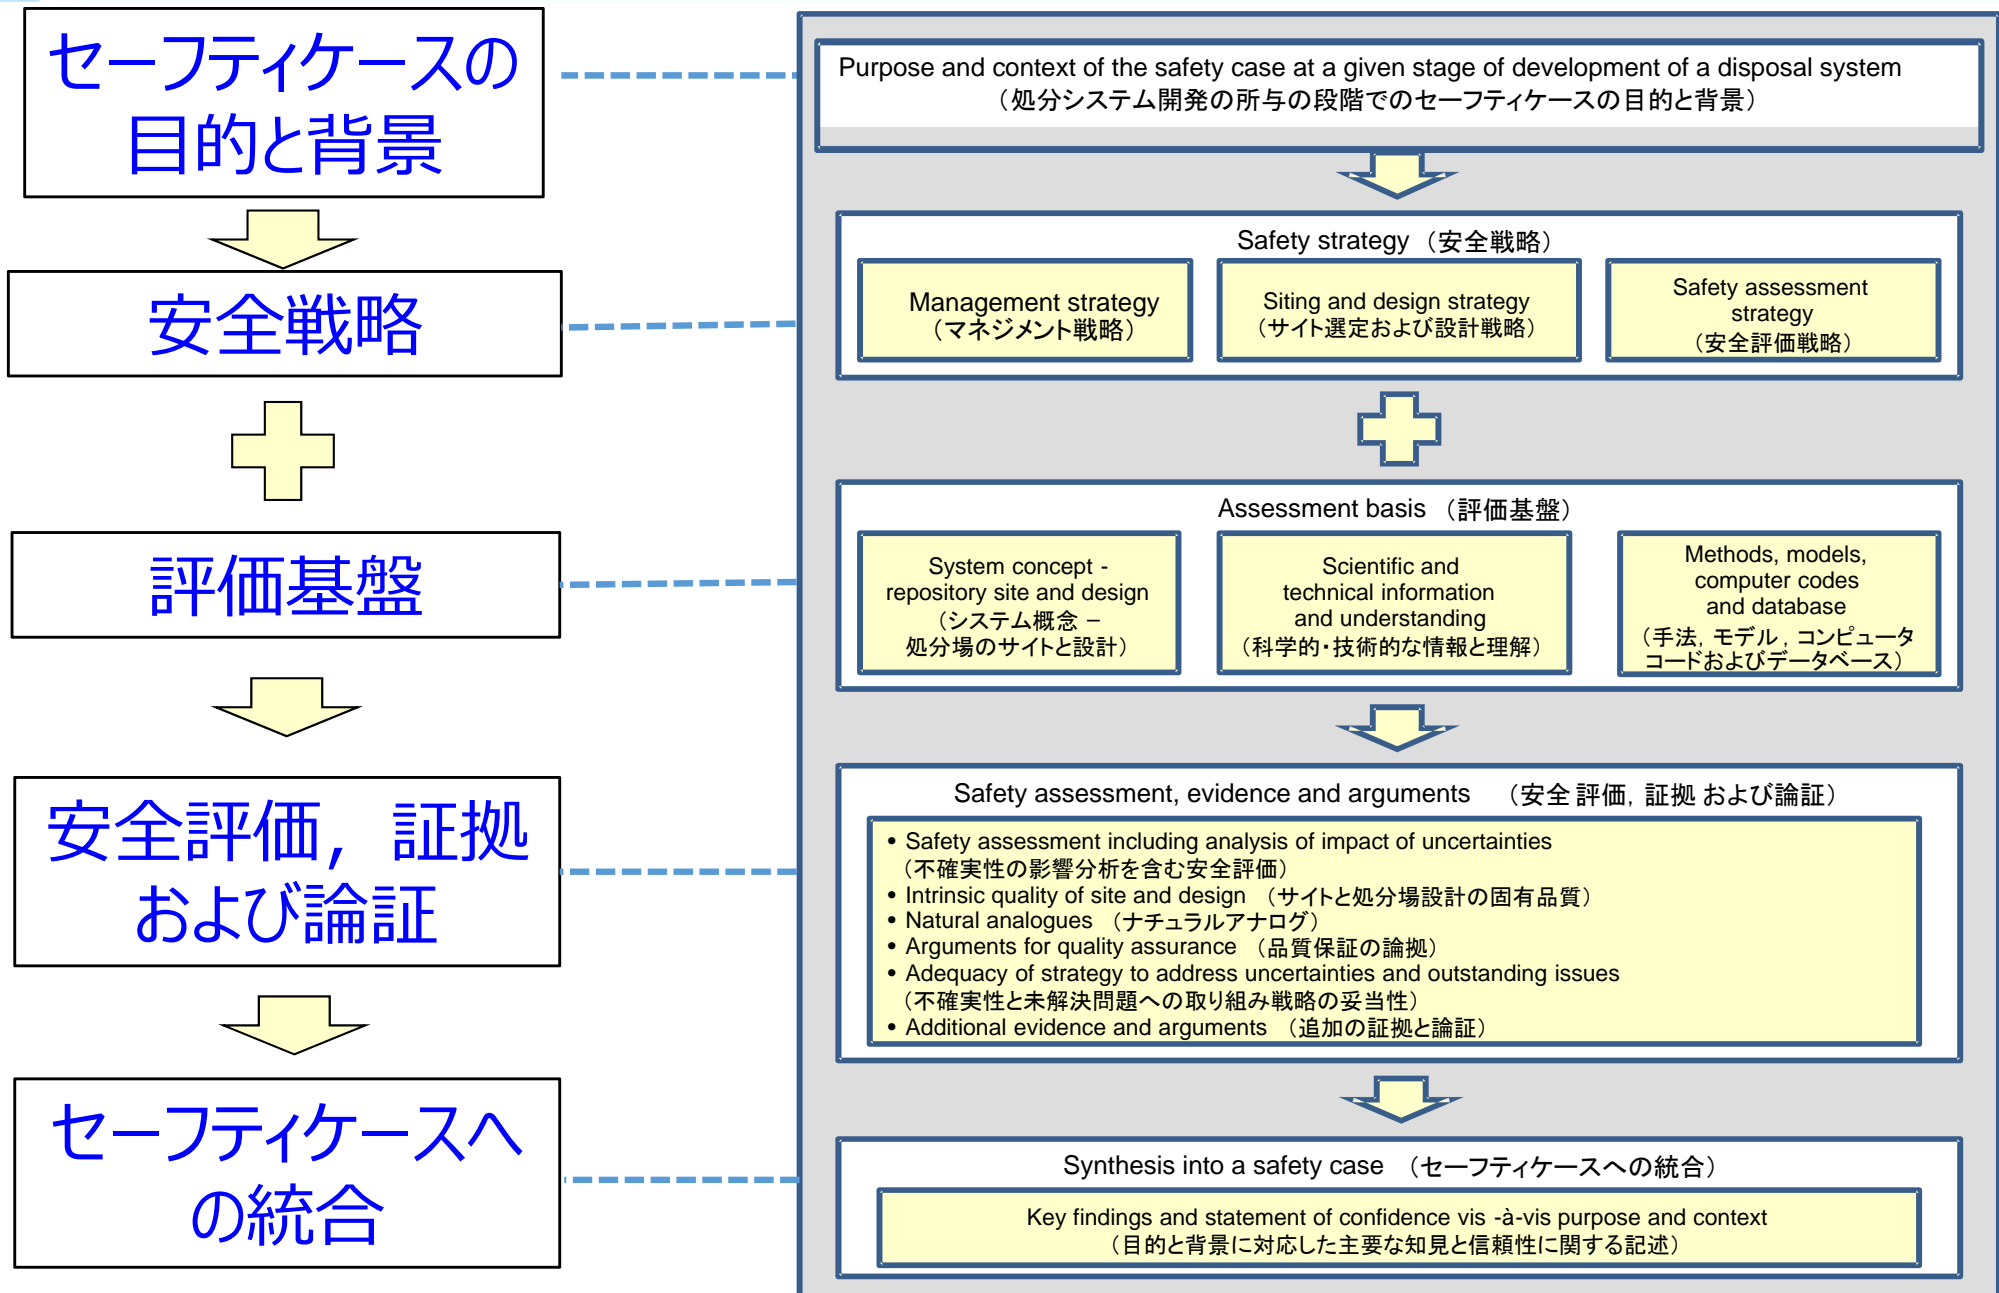 セーフティケースの
目的と背景
安全戦略
評価基盤
安全評価，証拠
および論証
セーフティケースへ
の統合
Purpose and context of the safety case at a given stage of development of a disposal system
（処分システム開発の所与の段階でのセーフティケースの目的と背景）
Safety strategy （安全戦略）
Management strategy
（マネジメント戦略）
Siting and design strategy
（サイト選定および設計戦略）
Safety assessment
strategy
（安全評価戦略）
Assessment basis （評価基盤）
System concept -
repository site and design
（システム概念 –
処分場のサイトと設計）
Scientific and
technical information
and understanding
（科学的・技術的な情報と理解）
Methods, models,
computer codes
and database
（手法, モデル , コンピュータ
コードおよびデータベース）
Safety assessment, evidence and arguments （安全 評価, 証拠 および論証）
• Safety assessment including analysis of impact of uncertainties
（不確実性の影響分析を含む安全評価）
• Intrinsic quality of site and design （サイトと処分場設計の固有品質）
• Natural analogues （ナチュラルアナログ）
• Arguments for quality assurance （品質保証の論拠）
• Adequacy of strategy to address uncertainties and outstanding issues
（不確実性と未解決問題への取り組み戦略の妥当性）
• Additional evidence and arguments （追加の証拠と論証）
Synthesis into a safety case （セーフティケースへの統合）
Key findings and statement of confidence vis -à-vis purpose and context
（目的と背景に対応した主要な知見と信頼性に関する記述）